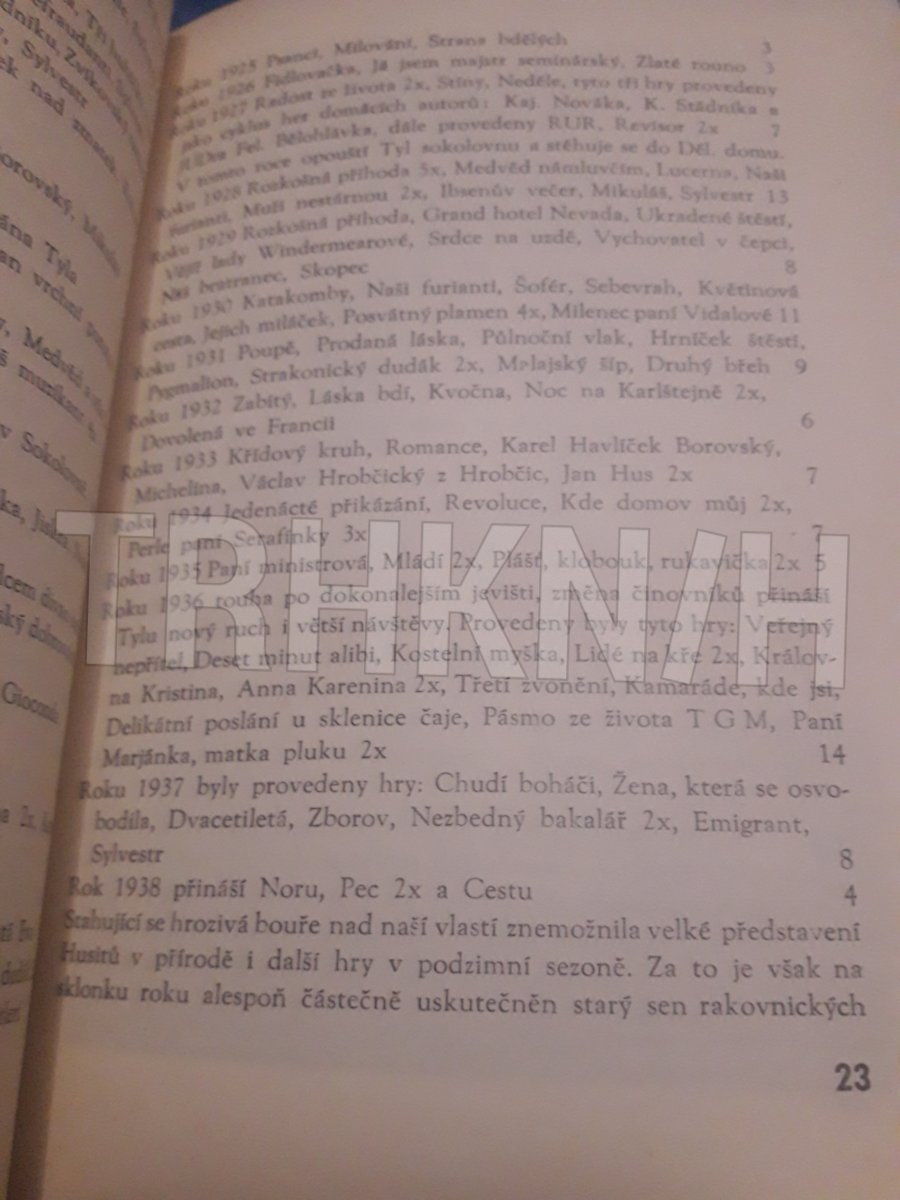 Roku 1925 Psanci, Milování, Strana bdělých 3
Roku 1926 Fidlovačka, Já jsem majstr seminárský, Zlaté rouno 3
Roku 1927 Radost ze života 2x, Stíny, Neděle, tyto tři hry provedeny
jako cyklus her domácích autorů: Kaj. Nováka, K. Städníka a
JUDra Fel. Bělohlávka, dále provedeny RUR, Revisor 2x 7
V tomto roce opouští Tyl sokolovnu a stěhuje se do Děl. domu.
Roku 1928 Rozkošná příhoda 3x, Medvěd námluvčím, Lucerna, Naši
furianti, Muži nestárnou 2x, Ibsenův večer, Mikuláš, Sylvestr 13
Roku 1929 Rozkošná příhoda, Grand hotel Nevada, Ukradené štěstí,
Vějíř lady Windermearové, Srdce na uzdě, Vychovatel v čepci,
Náš bratranec, Skopec 8
Roku 1930 Katakomby, Naši furianti, Šofér, Sebevrah, Květinová
cesta, Jejich miláček, Posvátný plamen 4x, Milenec paní Vidalové 11
Roku 1931 Poupě, Prodaná láska, Půlnoční vlak, Hrníček štěstí,
Pygmalion, Strakonický dudák 2x, Malajský šíp, Druhý břeh 9
Roku 1932 Zabitý, Láska bdí, Kvočna, Noc na Karlštejně 2x,
Dovolená ve Francii 6
Roku 1933 Křídový kruh, Romance, Karel Havlíček Borovský,
Michelina, Václav Hrobčický z Hrobčic, Jan Hus 2x 7
Roku 1934 Jedenácté přikázání, Revoluce, Kde domov můj 2x,
Perle paní Serafinky 3x 7
Roku 1935 Paní ministrová, Mládí 2x, Plášť, klobouk, rukavička 2x 5
Roku 1936 touha po dokonalejším jevišti, změna činovníků přináší
Tylu nový ruch i větší návštěvy. Provedeny byly tyto hry: Veřejný
nepřítel, Deset minut alibi, Kostelní myška, Lidé na kře 2x, Králov-
na Kristina, Anna Karenina 2x, Třetí zvonění, Kamaráde, kde jsi,
Delikátní poslání u sklenice čaje, Pásmo ze života T G M, Paní
Marjánka, matka pluku 2x 14
Roku 1937 byly provedeny hry: Chudí boháči, Žena, která se osvo-
bodila, Dvacetiletá, Zborov, Nezbedný bakalář 2x, Emigrant,
Sylvestr 8
Rok 1938 přináší Noru, Pec 2x a Cestu 4
Stahující se hrozivá bouře nad naší vlastí znemožnila velké představení
Husitů v přírodě i další hry v podzimní sezoně. Za to je však na
sklonku roku alespoň částečně uskutečněn starý sen rakovnických
23
TRHKNIH